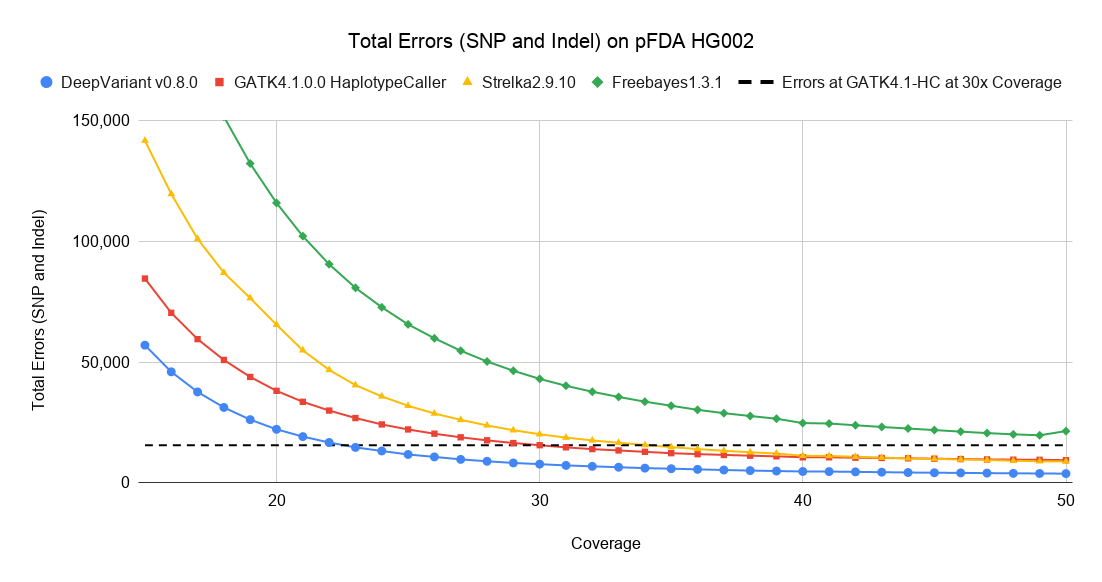 Total Errors (SNP and Indel) on pFDA HG002
DeepVariant v0.8.0 GATK4.1.0.0 HaplotypeCaller Strelka2.9.10 Freebayes1.3.1 Errors at GATK4.1-HC at 30x Coverage
Total Errors (SNP and Indel)
150,000
100,000
50,000
0
20 30 40 50
Coverage